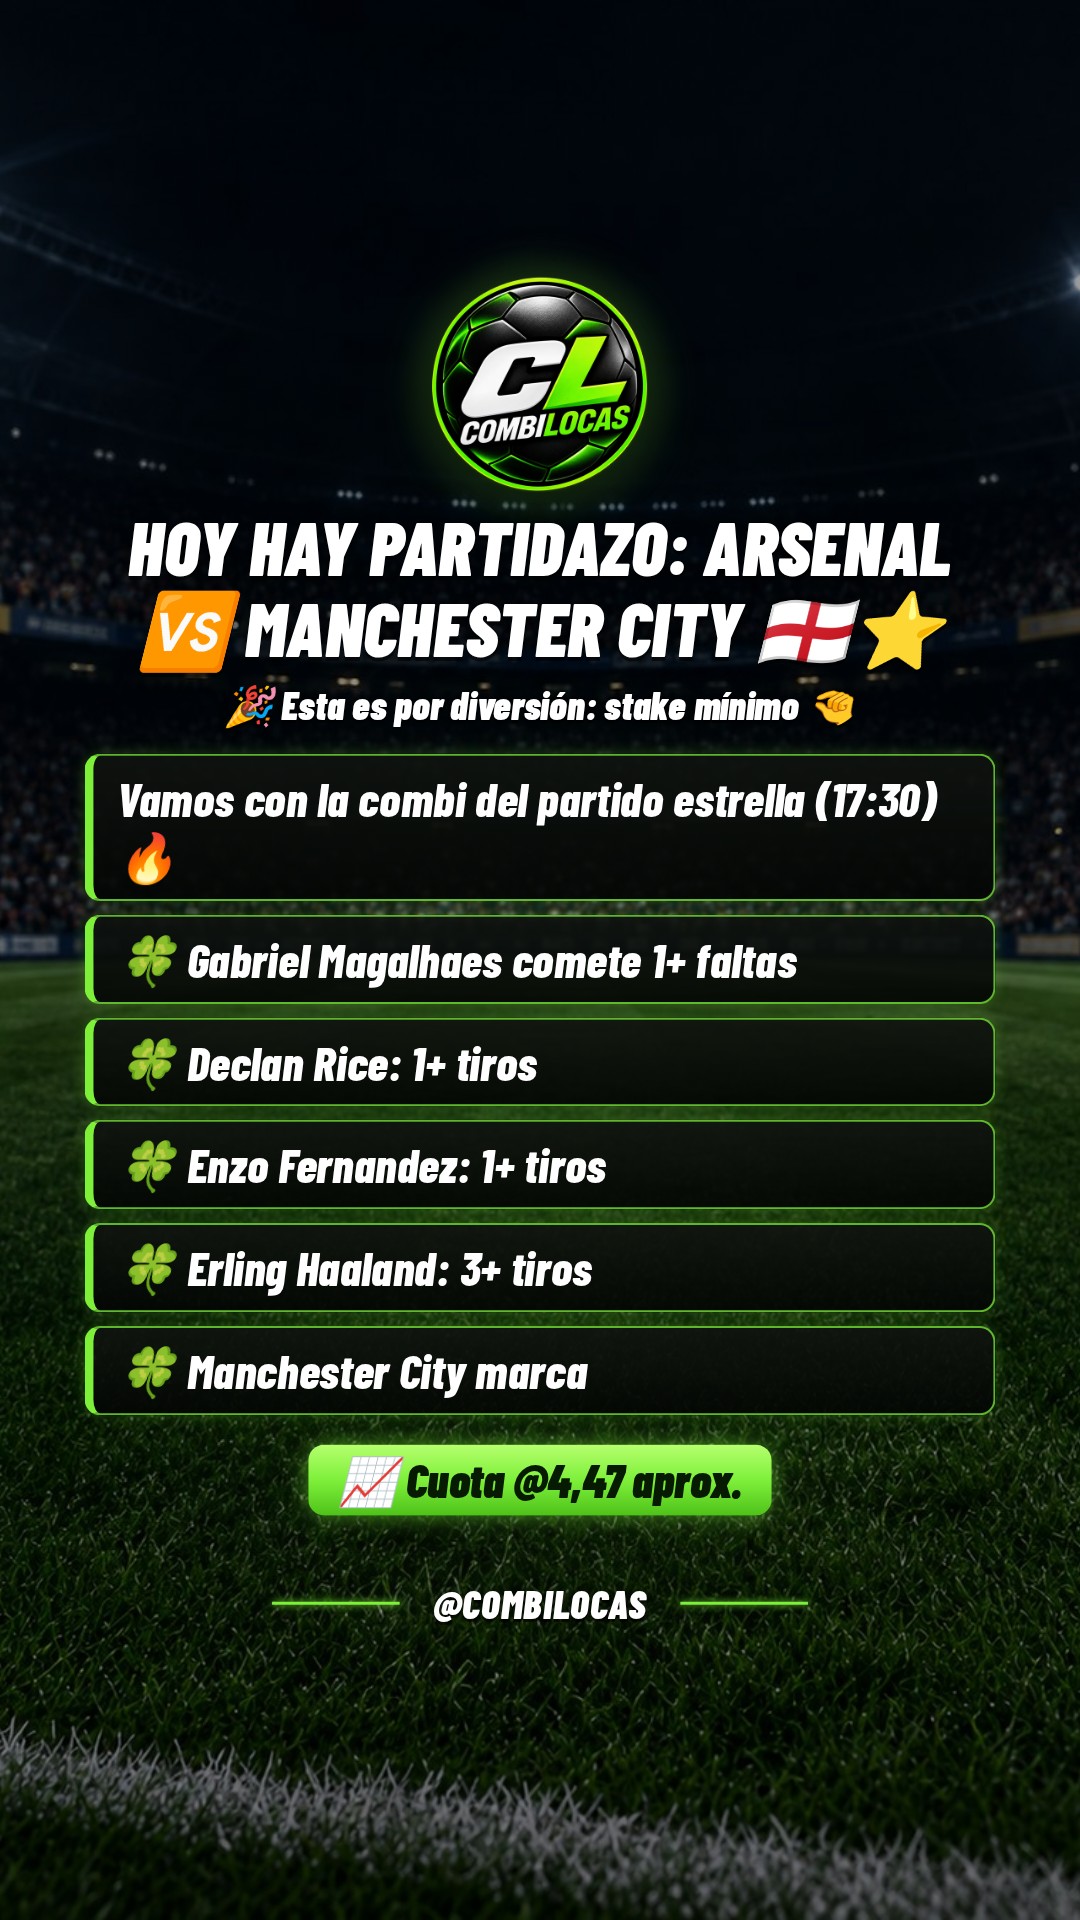 CL
COMBILOCAS
HOY HAY PARTIDAZO: ARSENAL
🆚 MANCHESTER CITY 🏴󠁧󠁢󠁥󠁮󠁧󠁿⭐
🎉 Esta es por diversión: stake mínimo 🤏
Vamos con la combi del partido estrella (17:30)
🔥
🍀 Gabriel Magalhaes comete 1+ faltas
🍀 Declan Rice: 1+ tiros
🍀 Enzo Fernandez: 1+ tiros
🍀 Erling Haaland: 3+ tiros
🍀 Manchester City marca
📈 Cuota @4,47 aprox.
@COMBILOCAS